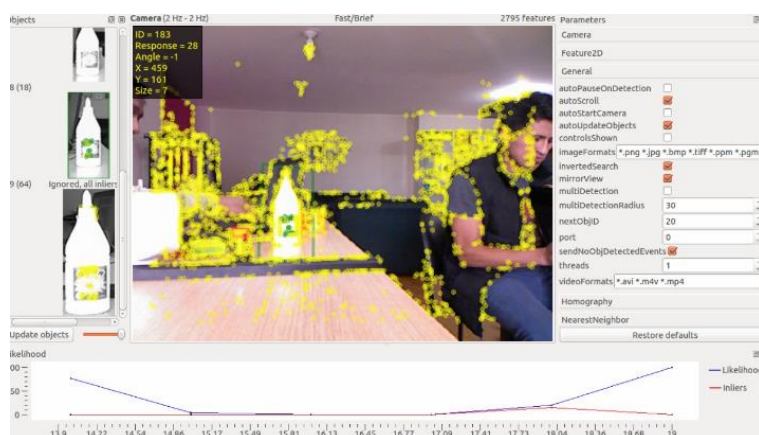 objects
Camera (2 Hz - 2 Hz)
Fast/Brief
2795 features
Parameters
ID = 183
Response = 28
Angle = -1
X = 459
Y = 161
Size = 7
8 (18)
9 (64)
Ignored, all inliers
Update objects
Camera
Feature2D
General
autoPauseOnDetection
autoScroll
autoStartCamera
autoUpdateObjects
controlsShown
imageFormats *.png *.jpg *.bmp *.tiff *.ppm *.pgm
invertedSearch
mirrorView
multiDetection
multiDetectionRadius 30
nextObjID 20
port 0
sendNoObjDetectedEvents
threads 1
videoFormats *.avi *.m4v *.mp4
Homography
NearestNeighbor
Restore defaults
Likelihood
00
50
0
Likelihood
Inliers
13.9 14.22 14.54 14.86 15.17 15.49 15.81 16.13 16.45 16.77 17.09 17.41 17.73 18.04 18.36 18.68 19